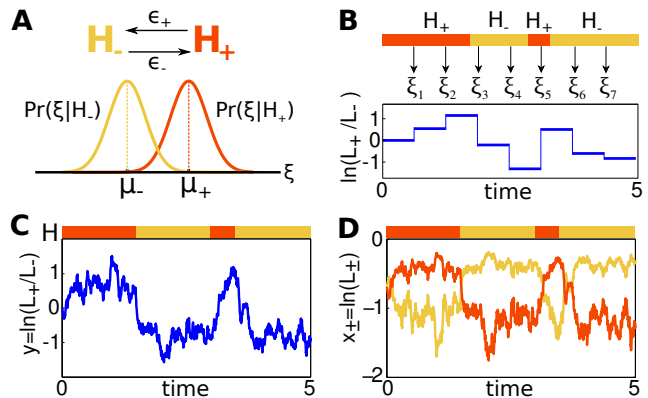 A
ϵ₊
H₋ H₊
ϵ₋
Pr(ξ|H₋) Pr(ξ|H₊)
ξ
μ₋ μ₊
B
H₊ H₋ H₊ H₋
ξ₁ ξ₂ ξ₃ ξ₄ ξ₅ ξ₆ ξ₇
ln(L₊/L₋)
1
0
-1
0 time 5
C
H
y=ln(L₊/L₋)
1
0
-1
0 time 5
D
x±=ln(L±)
0
−1
−2
0 time 5